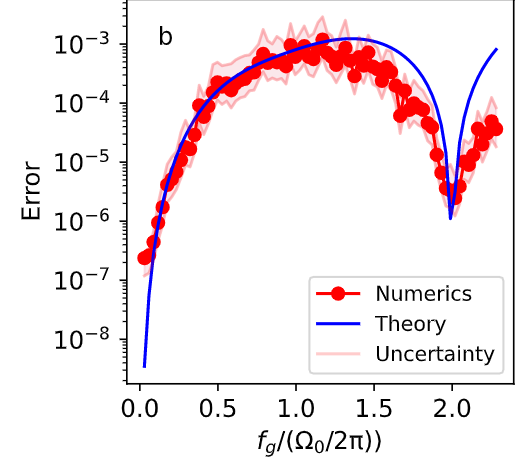 b
10⁻³
10⁻⁴
10⁻⁵
10⁻⁶
10⁻⁷
10⁻⁸
Error
Numerics
Theory
Uncertainty
0.0 0.5 1.0 1.5 2.0
f_g/(Ω₀/2π))